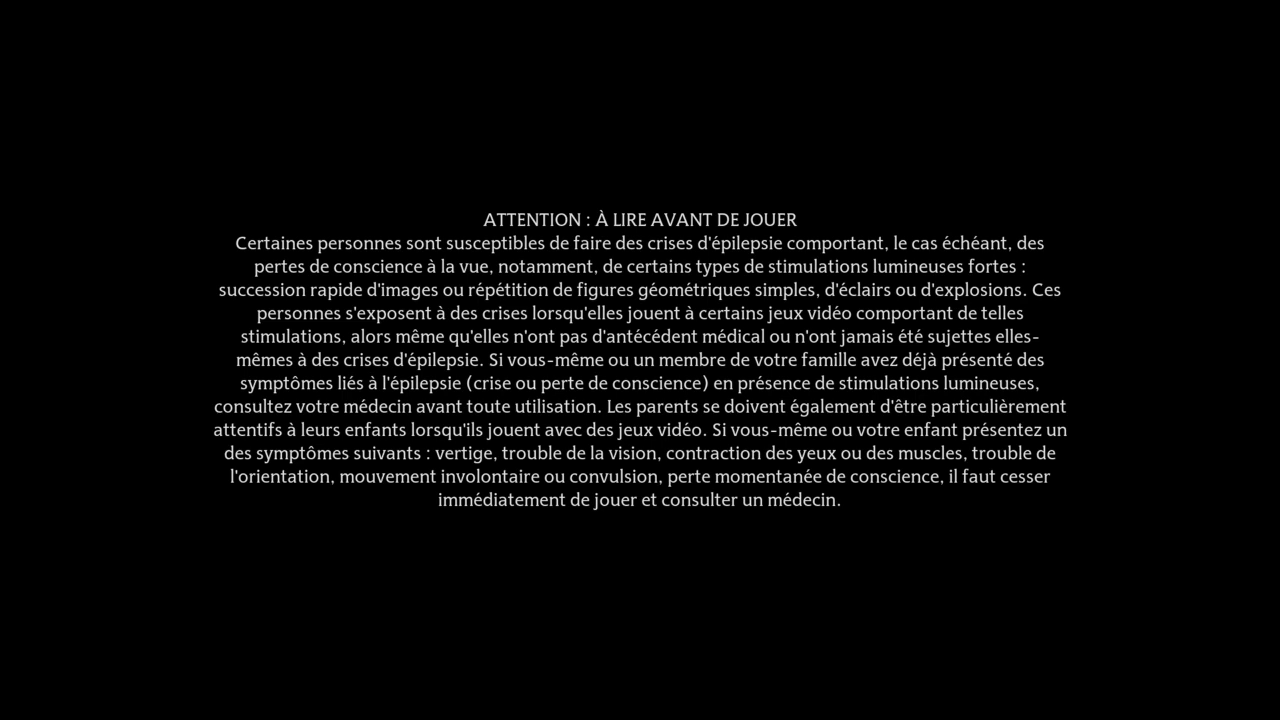 ATTENTION : À LIRE AVANT DE JOUER
Certaines personnes sont susceptibles de faire des crises d'épilepsie comportant, le cas échéant, des
pertes de conscience à la vue, notamment, de certains types de stimulations lumineuses fortes :
succession rapide d'images ou répétition de figures géométriques simples, d'éclairs ou d'explosions. Ces
personnes s'exposent à des crises lorsqu'elles jouent à certains jeux vidéo comportant de telles
stimulations, alors même qu'elles n'ont pas d'antécédent médical ou n'ont jamais été sujettes elles-
mêmes à des crises d'épilepsie. Si vous-même ou un membre de votre famille avez déjà présenté des
symptômes liés à l'épilepsie (crise ou perte de conscience) en présence de stimulations lumineuses,
consultez votre médecin avant toute utilisation. Les parents se doivent également d'être particulièrement
attentifs à leurs enfants lorsqu'ils jouent avec des jeux vidéo. Si vous-même ou votre enfant présentez un
des symptômes suivants : vertige, trouble de la vision, contraction des yeux ou des muscles, trouble de
l'orientation, mouvement involontaire ou convulsion, perte momentanée de conscience, il faut cesser
immédiatement de jouer et consulter un médecin.